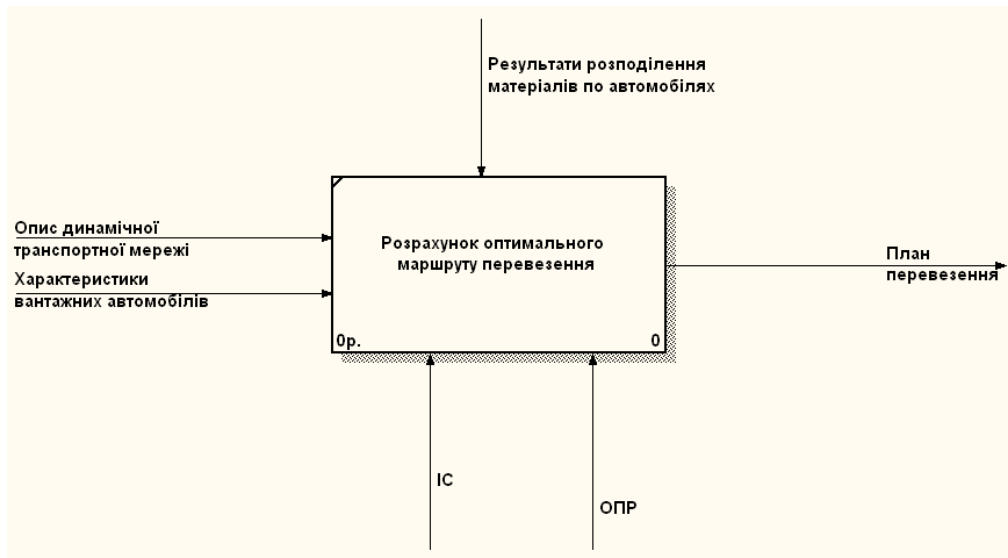 Результати розподілення
матеріалів по автомобілях
Опис динамічної
транспортної мережі
Характеристики
вантажних автомобілів
Розрахунок оптимального
маршруту перевезення
0р.
0
План
перевезення
ІС
ОПР